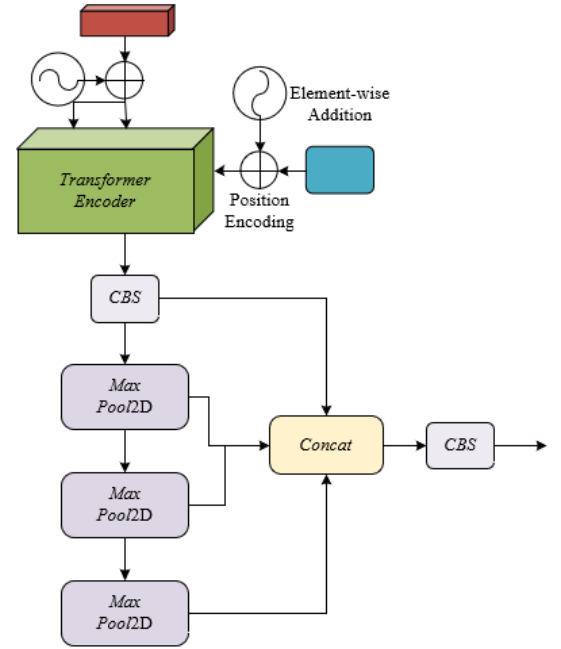 Element-wise
Addition
Transformer
Encoder
Position
Encoding
CBS
Max
Pool2D
Concat
CBS
Max
Pool2D
Max
Pool2D